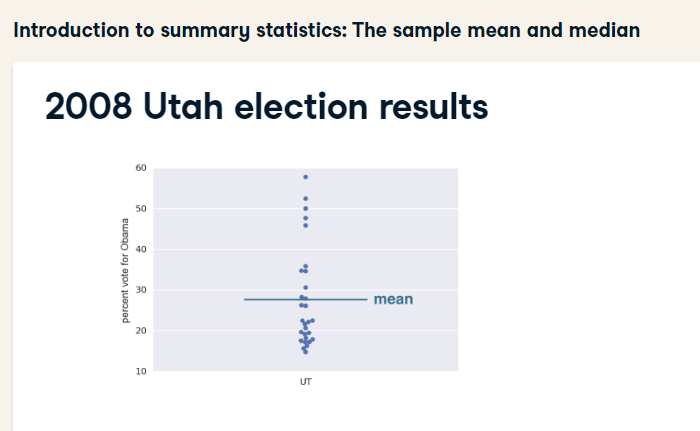 Introduction to summary statistics: The sample mean and median
2008 Utah election results
60
50
40
30
20
10
percent vote for Obama
mean
UT